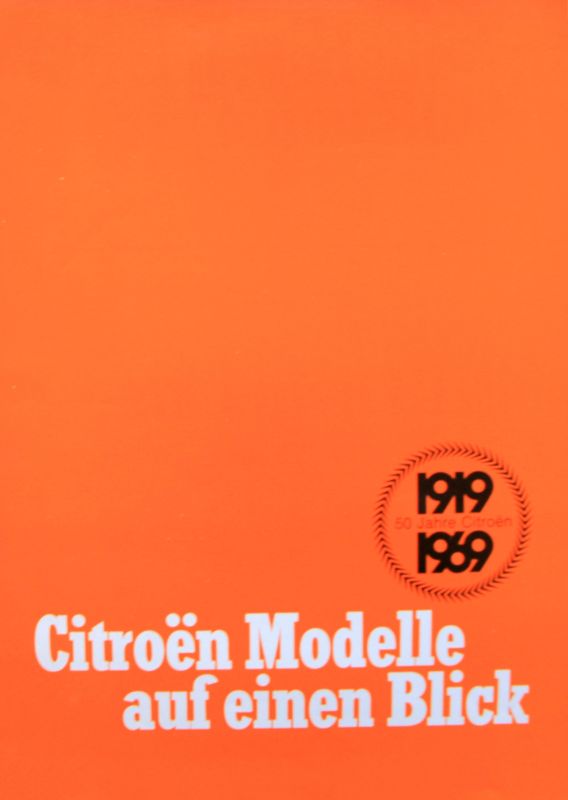 1919
50 Jahre Citroën
1969
Citroën Modelle
auf einen Blick